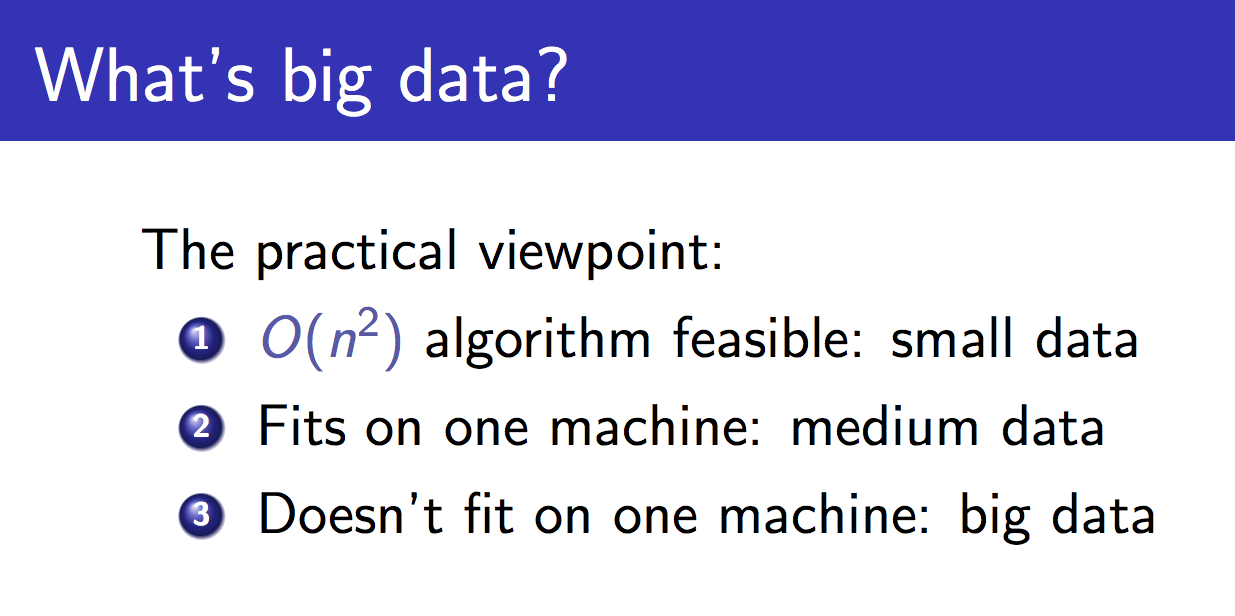 What's big data?
The practical viewpoint:
1 O(n²) algorithm feasible: small data
2 Fits on one machine: medium data
3 Doesn't fit on one machine: big data